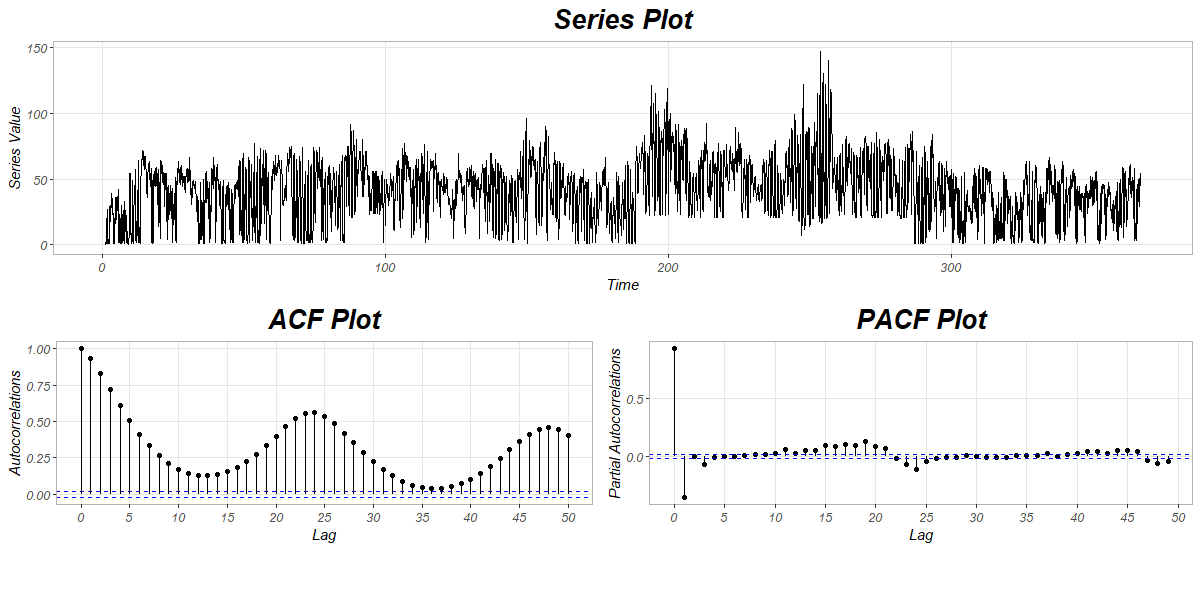 Series Plot
150
100
50
0
Series Value
0 100 200 300
Time
ACF Plot
1.00
0.75
0.50
0.25
0.00
Autocorrelations
0 5 10 15 20 25 30 35 40 45 50
Lag
PACF Plot
0.5
0.0
Partial Autocorrelations
0 5 10 15 20 25 30 35 40 45 50
Lag